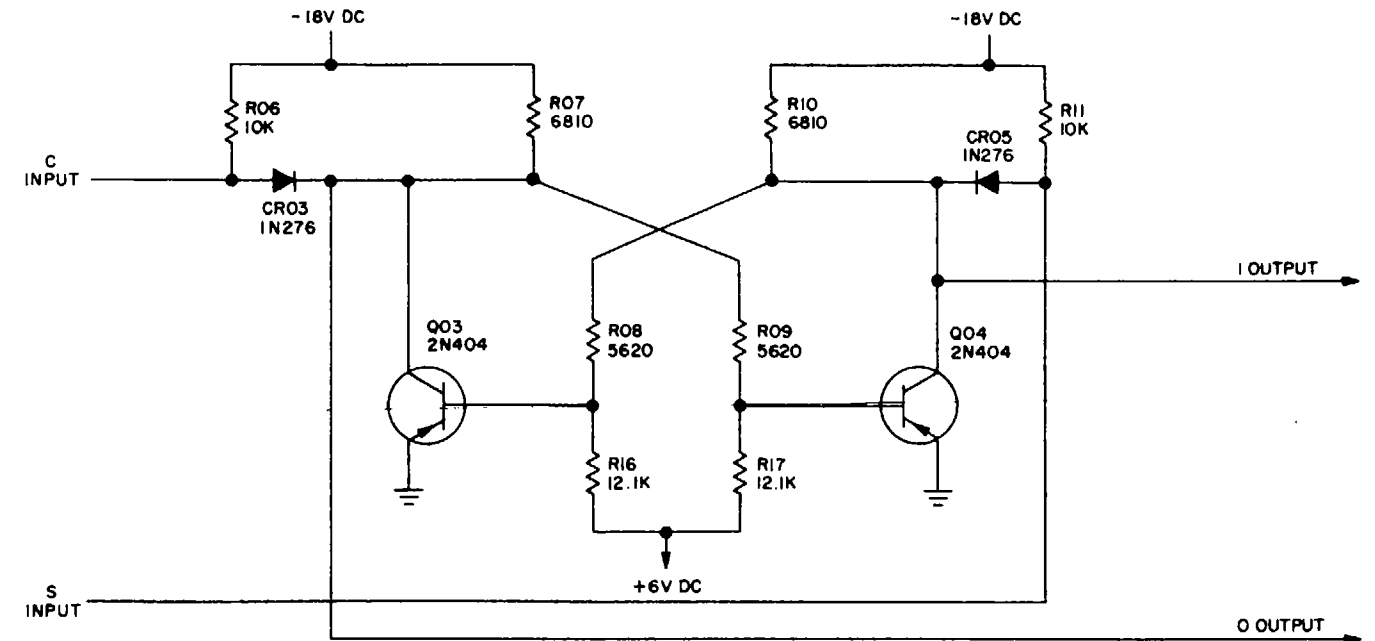 -18V DC
-18V DC
R06
10K
R07
6810
R10
6810
R11
10K
C
INPUT
CR03
1N276
CR05
1N276
1 OUTPUT
Q03
2N404
R08
5620
R09
5620
Q04
2N404
R16
12.1K
R17
12.1K
+6V DC
S
INPUT
0 OUTPUT